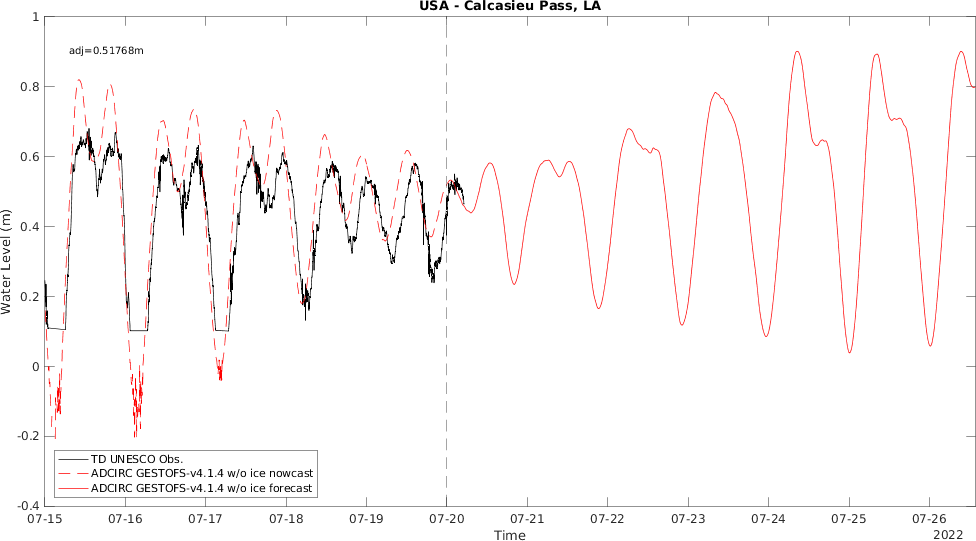 USA - Calcasieu Pass, LA
adj=0.51768m
1
0.8
0.6
0.4
0.2
0
-0.2
-0.4
Water Level (m)
TD UNESCO Obs.
ADCIRC GESTOFS-v4.1.4 w/o ice nowcast
ADCIRC GESTOFS-v4.1.4 w/o ice forecast
07-15 07-16 07-17 07-18 07-19 07-20 07-21 07-22 07-23 07-24 07-25 07-26
Time
2022